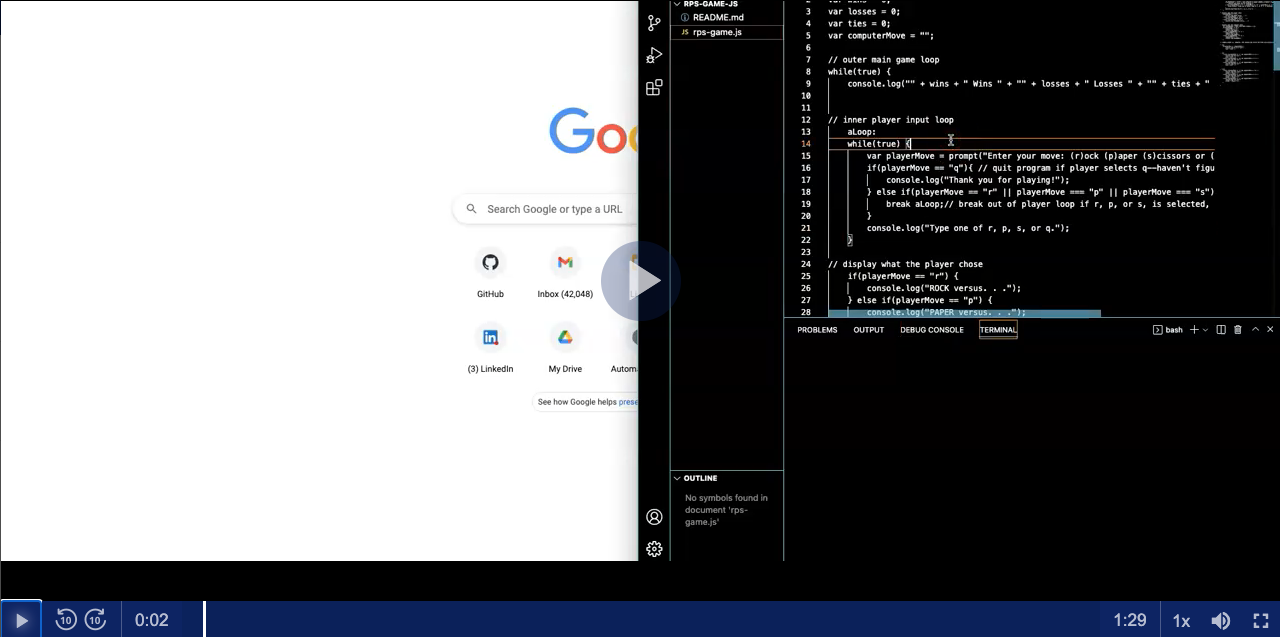 Goo
Search Google or type a URL
GitHub
Inbox (42,048)
(3) LinkedIn
My Drive
Automa
See how Google helps prese
RPS-GAME-JS
README.md
JS rps-game.js
OUTLINE
No symbols found in
document 'rps-
game.js'
3 var losses = 0;
4 var ties = 0;
5 var computerMove = "";
6
7 // outer main game loop
8 while(true) {
9 console.log("" + wins + " Wins " + "" + losses + " Losses " + "" + ties + "
10
11
12 // inner player input loop
13 aLoop:
14 while(true) {
15 var playerMove = prompt("Enter your move: (r)ock (p)aper (s)cissors or (
16 if(playerMove == "q"){ // quit program if player selects q--haven't figu
17 console.log("Thank you for playing!");
18 } else if(playerMove == "r" || playerMove === "p" || playerMove === "s")
19 break aLoop;// break out of player loop if r, p, or s, is selected,
20 }
21 console.log("Type one of r, p, s, or q.");
22 }
23
24 // display what the player chose
25 if(playerMove == "r") {
26 console.log("ROCK versus. . .");
27 } else if(playerMove == "p") {
28 console.log("PAPER versus. . .");
PROBLEMS OUTPUT DEBUG CONSOLE TERMINAL
bash
10 10 0:02 1:29 1x